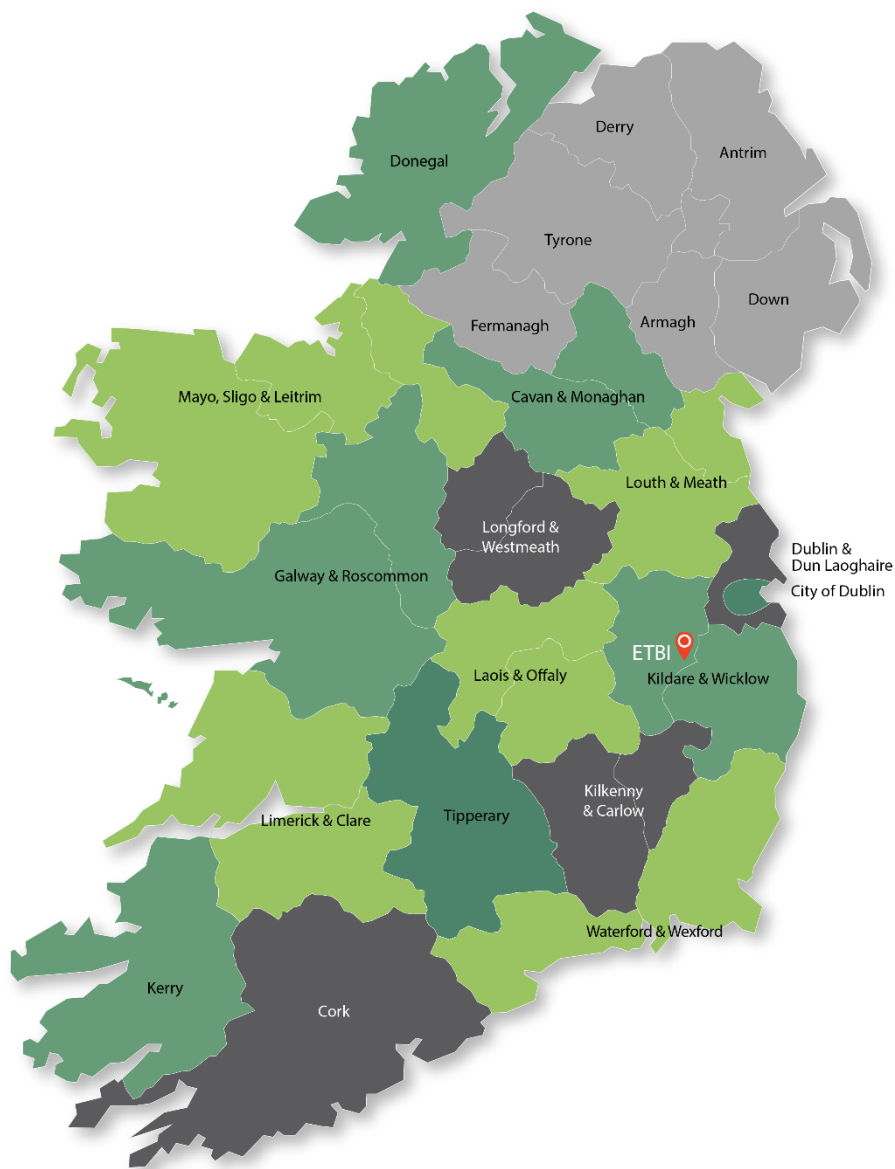 Derry
Antrim
Donegal
Tyrone
Down
Fermanagh
Armagh
Mayo, Sligo & Leitrim
Cavan & Monaghan
Louth & Meath
Longford &
Westmeath
Dublin &
Dun Laoghaire
City of Dublin
Galway & Roscommon
ETBI
Laois & Offaly
Kildare & Wicklow
Kilkenny
& Carlow
Limerick & Clare
Tipperary
Waterford & Wexford
Kerry
Cork